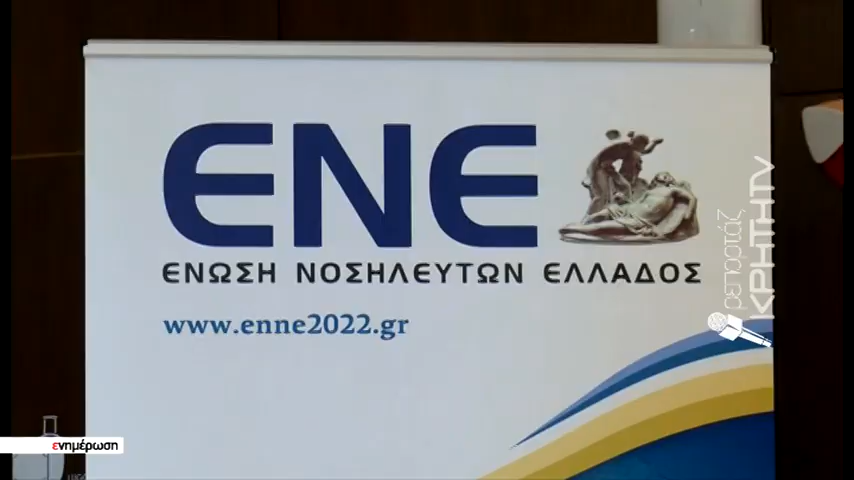 ΕΝΕ
ΕΝΩΣΗ ΝΟΣΗΛΕΥΤΩΝ ΕΛΛΑΔΟΣ
www.enne2022.gr
ρεπορτάζ
ΚΡΗΤΗTV
ενημέρωση